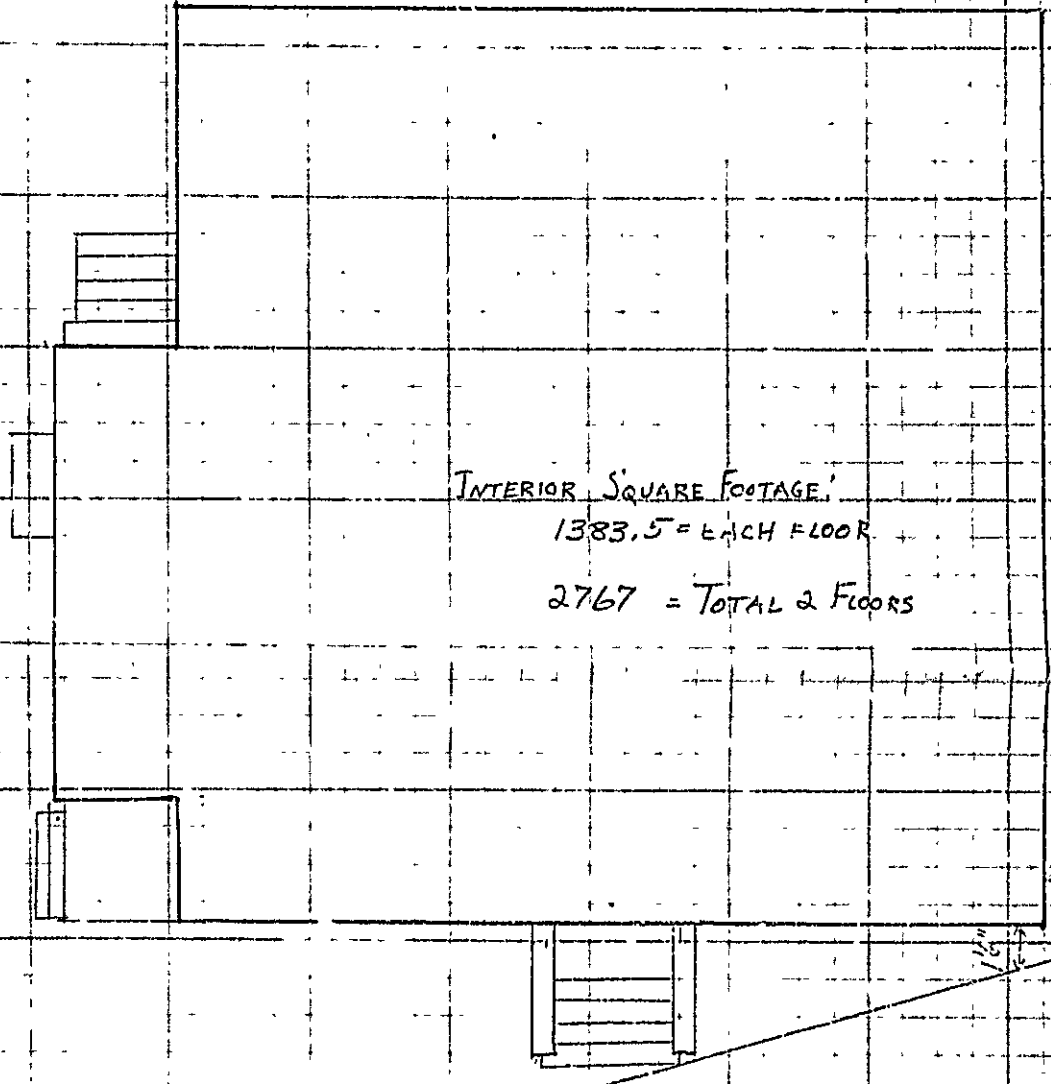 INTERIOR SQUARE FOOTAGE:
1383.5 = EACH FLOOR
2767 = TOTAL 2 FLOORS